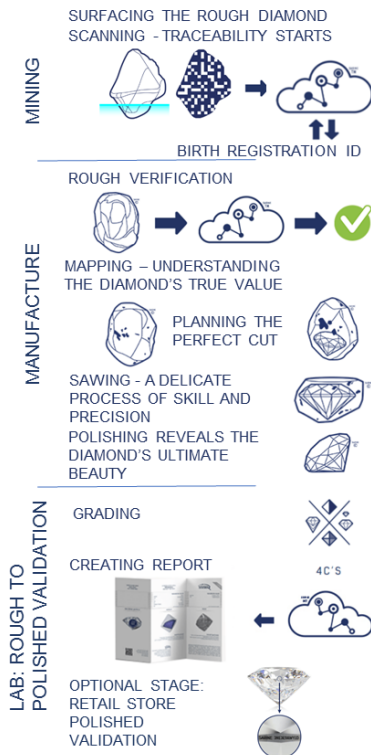 SURFACING THE ROUGH DIAMOND
SCANNING - TRACEABILITY STARTS
MINING
BIRTH REGISTRATION ID
ROUGH VERIFICATION
MAPPING – UNDERSTANDING
THE DIAMOND'S TRUE VALUE
MANUFACTURE
PLANNING THE
PERFECT CUT
SAWING - A DELICATE
PROCESS OF SKILL AND
PRECISION
POLISHING REVEALS THE
DIAMOND'S ULTIMATE
BEAUTY
LAB: ROUGH TO
POLISHED VALIDATION
GRADING
4C'S
CREATING REPORT
OPTIONAL STAGE:
RETAIL STORE
POLISHED
VALIDATION